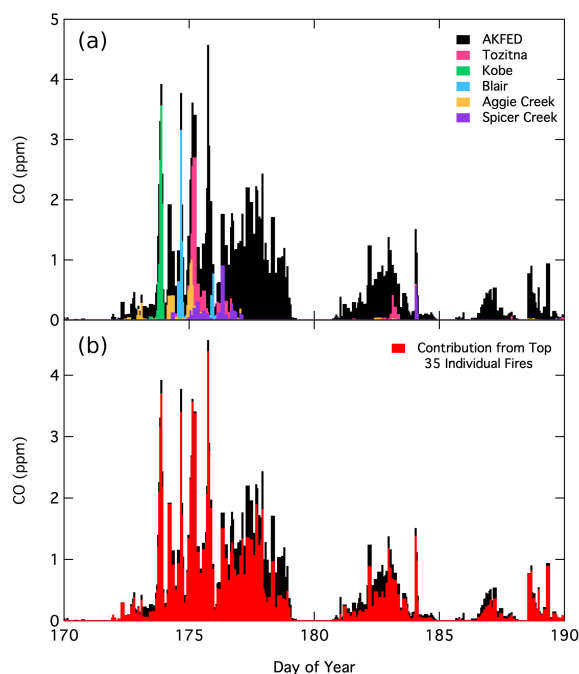 (a)
AKFED
Tozitna
Kobe
Blair
Aggie Creek
Spicer Creek
CO (ppm)
5
4
3
2
1
0
(b)
Contribution from Top
35 Individual Fires
CO (ppm)
4
3
2
1
0
170
175
180
185
190
Day of Year